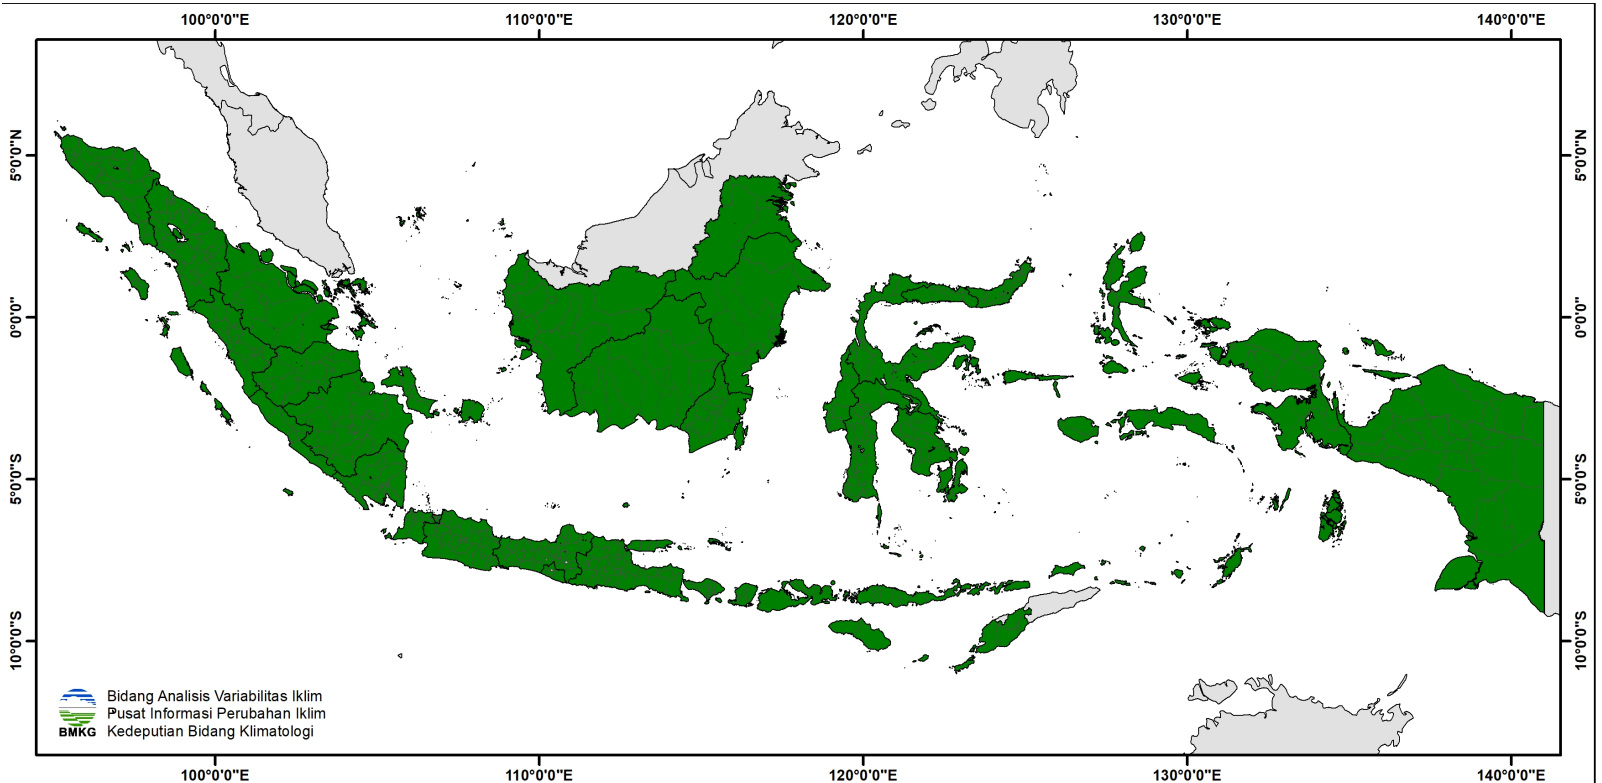 100°0'0"E 110°0'0"E 120°0'0"E 130°0'0"E 140°0'0"E
5°0'0"N 5°0'0"N
0°0'0" 0°0'0"
5°0'0"S 5°0'0"S
10°0'0"S 10°0'0"S
Bidang Analisis Variabilitas Iklim
Pusat Informasi Perubahan Iklim
BMKG Kedeputian Bidang Klimatologi
100°0'0"E 110°0'0"E 120°0'0"E 130°0'0"E 140°0'0"E